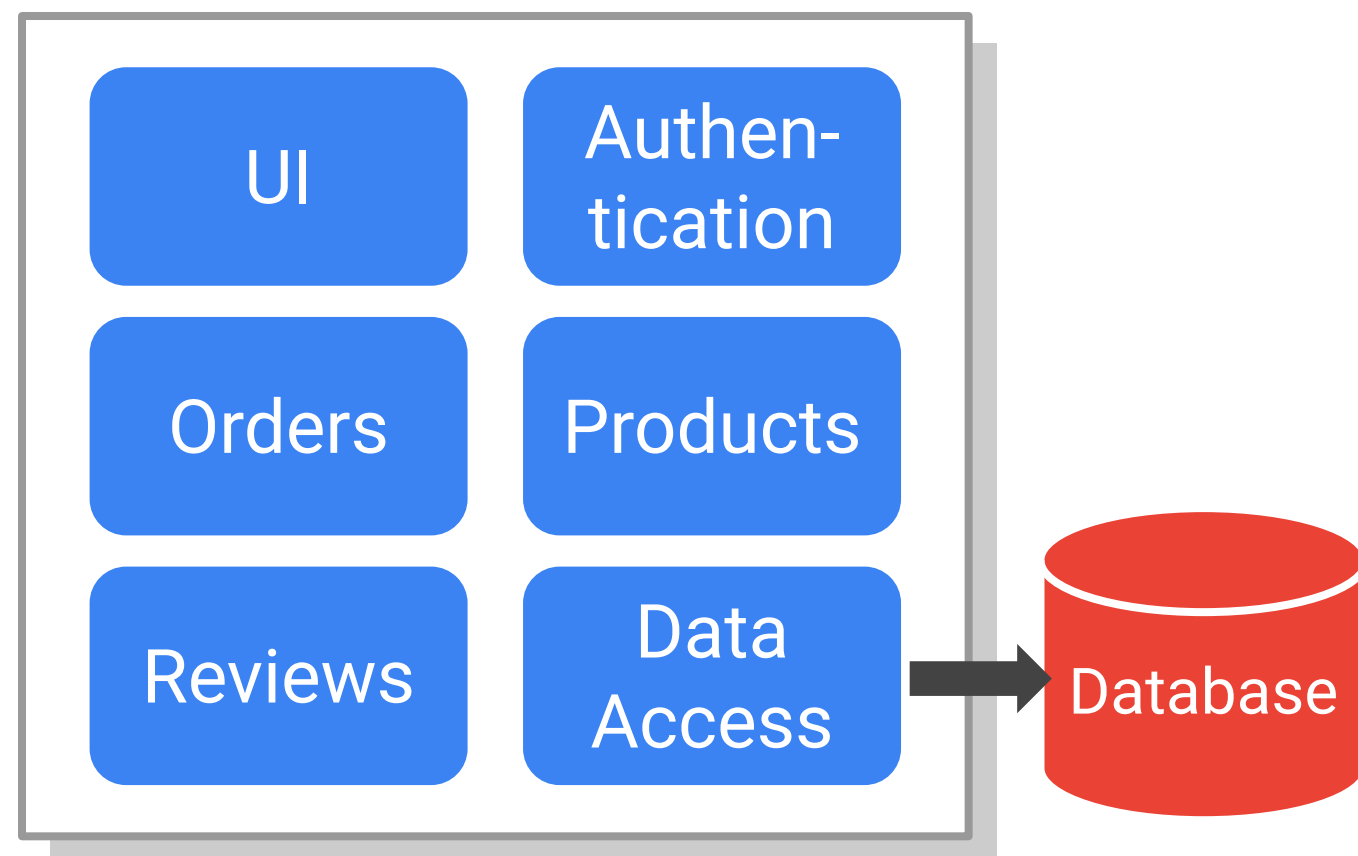 UI
Authen-
tication
Orders
Products
Reviews
Data
Access
Database